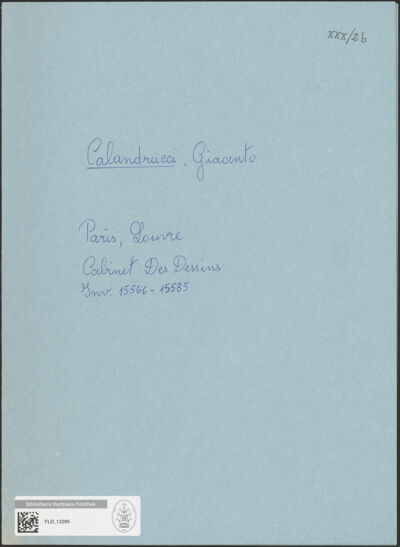 XXX/2b
Calandrucci, Giacinto
Paris, Louvre
Cabinet Des Dessins
Inv. 15566-15585
Bibliotheca Hertziana Fotothek
FLD_12285